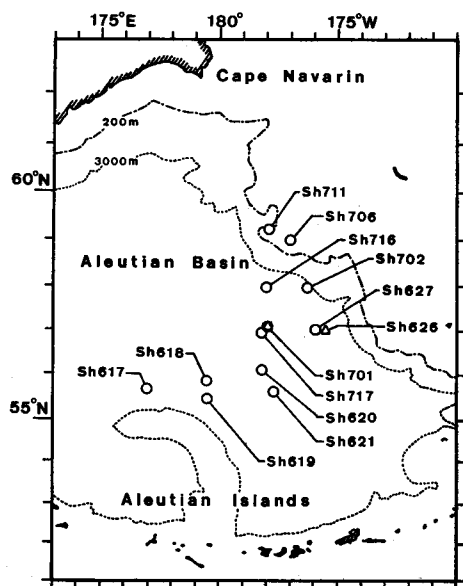 175°E 180° 175°W
Cape Navarin
200m
3000m
60°N
Sh711
Sh706
Sh716
Aleutian Basin
Sh702
Sh627
Sh626
Sh618
Sh617
Sh701
Sh717
55°N
Sh620
Sh621
Sh619
Aleutian Islands